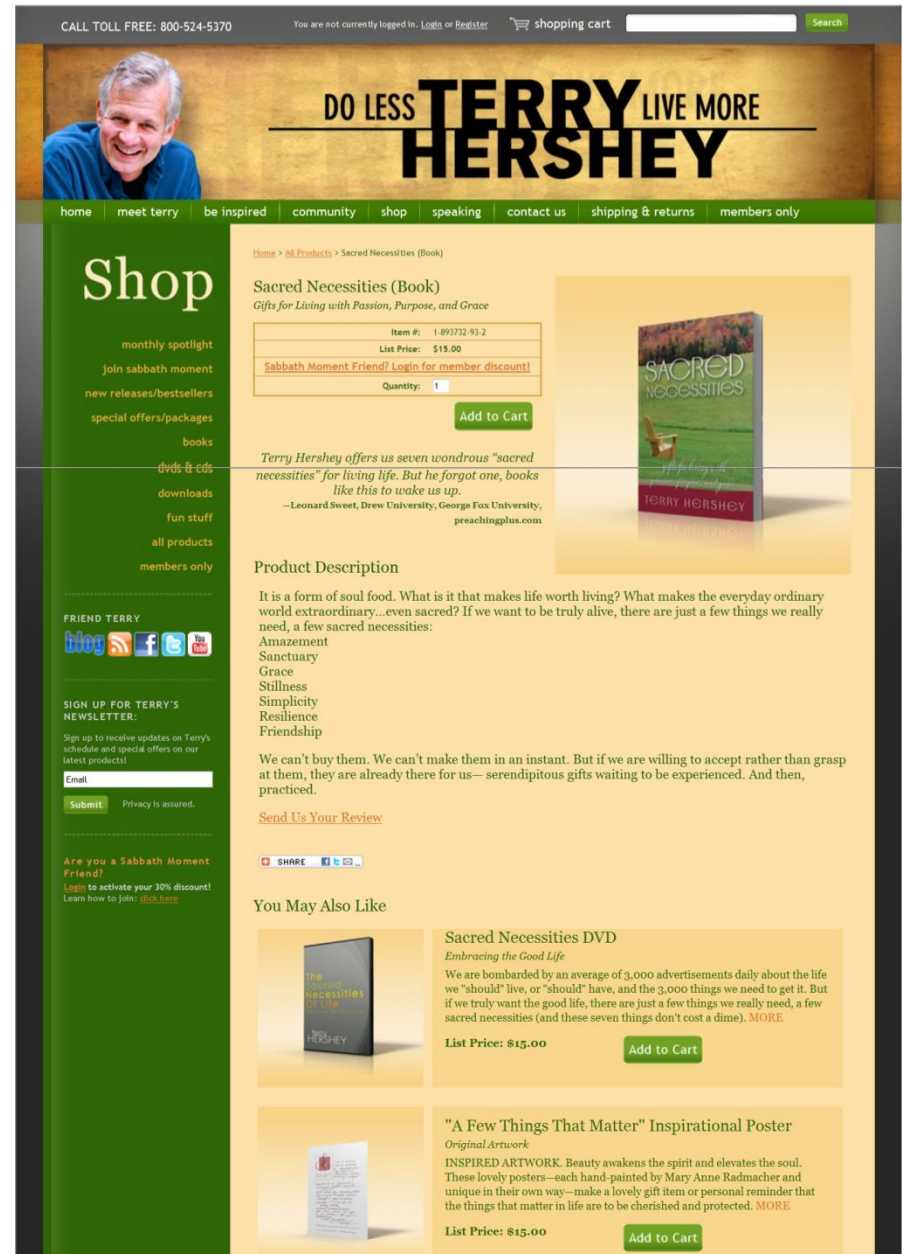 CALL TOLL FREE: 800-524-5370
You are not currently logged in. Login or Register
shopping cart
Search
DO LESS TERRY LIVE MORE
HERSHEY
home
meet terry
be inspired
community
shop
speaking
contact us
shipping & returns
members only
Shop
monthly spotlight
join sabbath moment
new releases/bestsellers
special offers/packages
books
dvds & cds
downloads
fun stuff
all products
members only
FRIEND TERRY
blog
You
Tube
SIGN UP FOR TERRY'S
NEWSLETTER:
Sign up to receive updates on Terry's
schedule and special offers on our
latest products!
Email
Submit
Privacy is assured.
Are you a Sabbath Moment
Friend?
Login to activate your 30% discount!
Learn how to join: click here
Home > All Products > Sacred Necessities (Book)
Sacred Necessities (Book)
Gifts for Living with Passion, Purpose, and Grace
Item #: 1-893732-93-2
List Price: $15.00
Sabbath Moment Friend? Login for member discount!
Quantity: 1
Add to Cart
SACRED
NECESSITIES
TERRY HERSHEY
Terry Hershey offers us seven wondrous “sacred
necessities” for living life. But he forgot one, books
like this to wake us up.
—Leonard Sweet, Drew University, George Fox University,
preachingplus.com
Product Description
It is a form of soul food. What is it that makes life worth living? What makes the everyday ordinary
world extraordinary...even sacred? If we want to be truly alive, there are just a few things we really
need, a few sacred necessities:
Amazement
Sanctuary
Grace
Stillness
Simplicity
Resilience
Friendship
We can’t buy them. We can’t make them in an instant. But if we are willing to accept rather than grasp
at them, they are already there for us— serendipitous gifts waiting to be experienced. And then,
practiced.
Send Us Your Review
SHARE
You May Also Like
The
Sacred
Necessities
Of Life
TERRY
HERSHEY
Sacred Necessities DVD
Embracing the Good Life
We are bombarded by an average of 3,000 advertisements daily about the life
we "should" live, or "should" have, and the 3,000 things we need to get it. But
if we truly want the good life, there are just a few things we really need, a few
sacred necessities (and these seven things don't cost a dime). MORE
List Price: $15.00
Add to Cart
"A Few Things That Matter" Inspirational Poster
Original Artwork
INSPIRED ARTWORK. Beauty awakens the spirit and elevates the soul.
These lovely posters—each hand-painted by Mary Anne Radmacher and
unique in their own way—make a lovely gift item or personal reminder that
the things that matter in life are to be cherished and protected. MORE
List Price: $15.00
Add to Cart